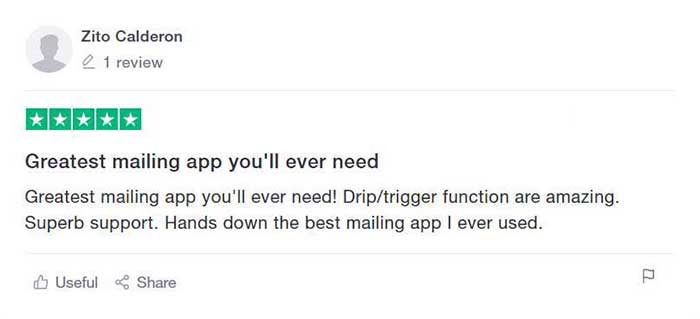 Zito Calderon
1 review
Greatest mailing app you'll ever need
Greatest mailing app you'll ever need! Drip/trigger function are amazing.
Superb support. Hands down the best mailing app I ever used.
Useful Share